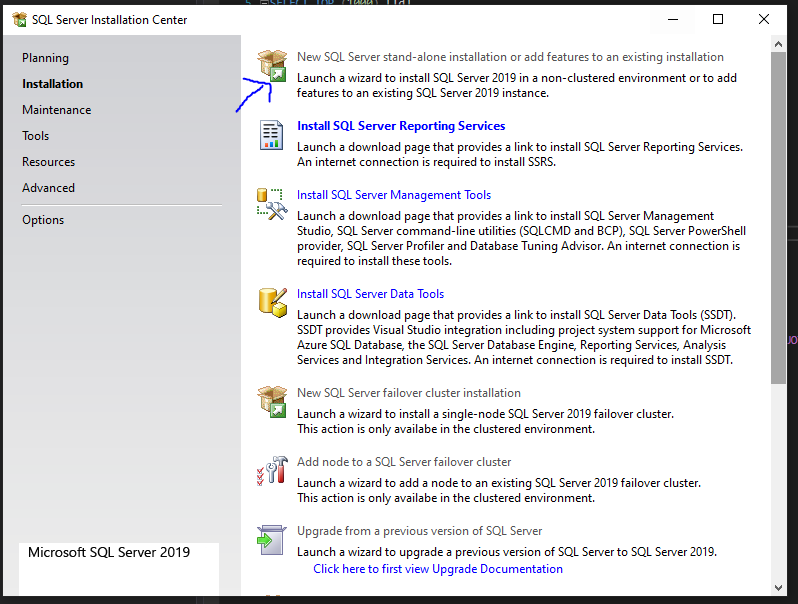 SQL Server Installation Center
Planning
Installation
Maintenance
Tools
Resources
Advanced
Options
Microsoft SQL Server 2019
New SQL Server stand-alone installation or add features to an existing installation
Launch a wizard to install SQL Server 2019 in a non-clustered environment or to add
features to an existing SQL Server 2019 instance.
Install SQL Server Reporting Services
Launch a download page that provides a link to install SQL Server Reporting Services.
An internet connection is required to install SSRS.
Install SQL Server Management Tools
Launch a download page that provides a link to install SQL Server Management
Studio, SQL Server command-line utilities (SQLCMD and BCP), SQL Server PowerShell
provider, SQL Server Profiler and Database Tuning Advisor. An internet connection is
required to install these tools.
Install SQL Server Data Tools
Launch a download page that provides a link to install SQL Server Data Tools (SSDT).
SSDT provides Visual Studio integration including project system support for Microsoft
Azure SQL Database, the SQL Server Database Engine, Reporting Services, Analysis
Services and Integration Services. An internet connection is required to install SSDT.
New SQL Server failover cluster installation
Launch a wizard to install a single-node SQL Server 2019 failover cluster.
This action is only availabe in the clustered environment.
Add node to a SQL Server failover cluster
Launch a wizard to add a node to an existing SQL Server 2019 failover cluster.
This action is only availabe in the clustered environment.
Upgrade from a previous version of SQL Server
Launch a wizard to upgrade a previous version of SQL Server to SQL Server 2019.
Click here to first view Upgrade Documentation